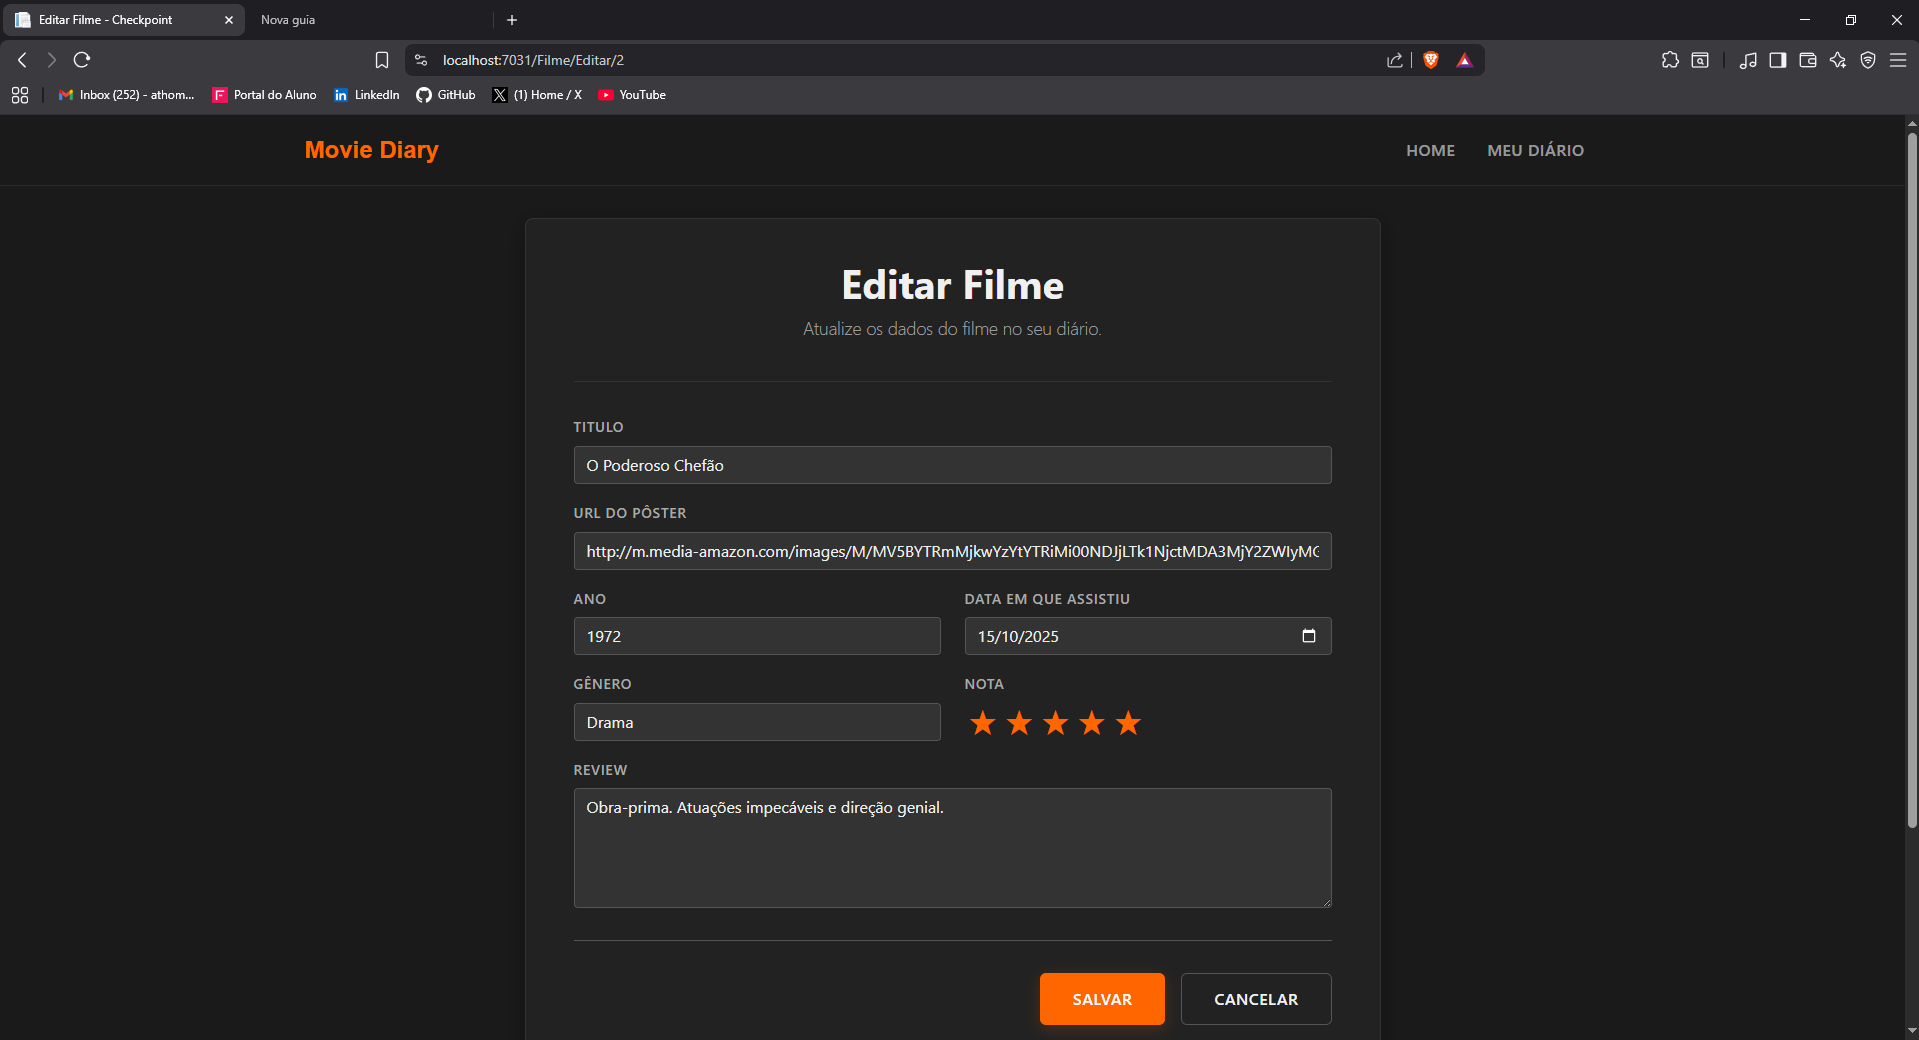 Editar Filme - Checkpoint
Nova guia
localhost:7031/Filme/Editar/2
Inbox (252) - athom...
Portal do Aluno
LinkedIn
GitHub
(1) Home / X
YouTube
Movie Diary
HOME
MEU DIÁRIO
Editar Filme
Atualize os dados do filme no seu diário.
TITULO
O Poderoso Chefão
URL DO PÔSTER
http://m.media-amazon.com/images/M/MV5BYTRmMjkwYzYtYTRiMi00NDJjLTk1NjctMDA3MjY2ZWIyMG
ANO
DATA EM QUE ASSISTIU
1972
15/10/2025
GÊNERO
NOTA
Drama
REVIEW
Obra-prima. Atuações impecáveis e direção genial.
SALVAR
CANCELAR